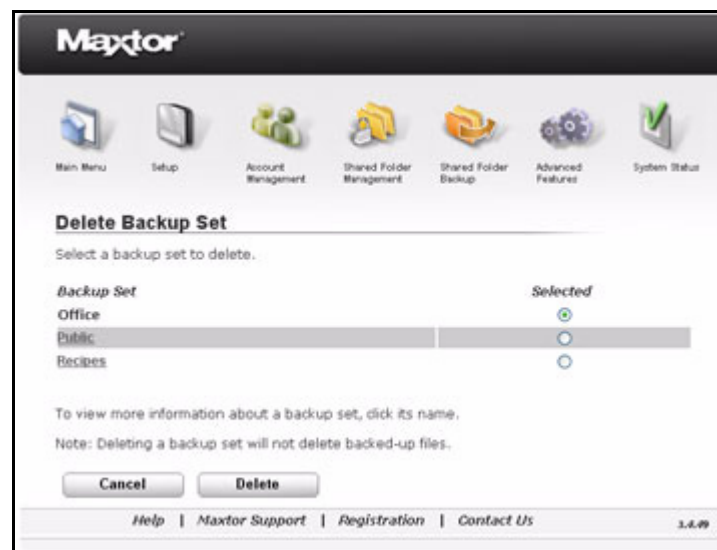 Maxtor
Main Menu
Setup
Account Management
Shared Folder Management
Shared Folder Backup
Advanced Features
System Status
Delete Backup Set
Select a backup set to delete.
Backup Set Selected
Office
Public
Recipes
To view more information about a backup set, click its name.
Note: Deleting a backup set will not delete backed-up files.
Cancel Delete
Help | Maxtor Support | Registration | Contact Us